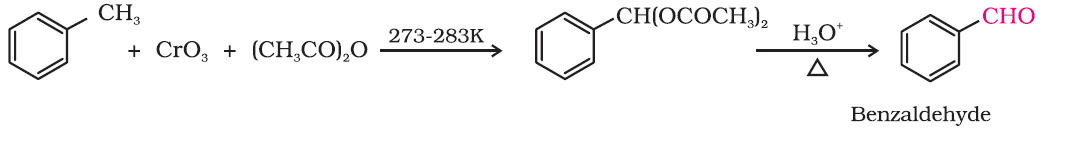 CH₃ + CrO₃ + (CH₃CO)₂O 273-283K CH(OCOCH₃)₂ H₃O⁺ △ CHO
Benzaldehyde